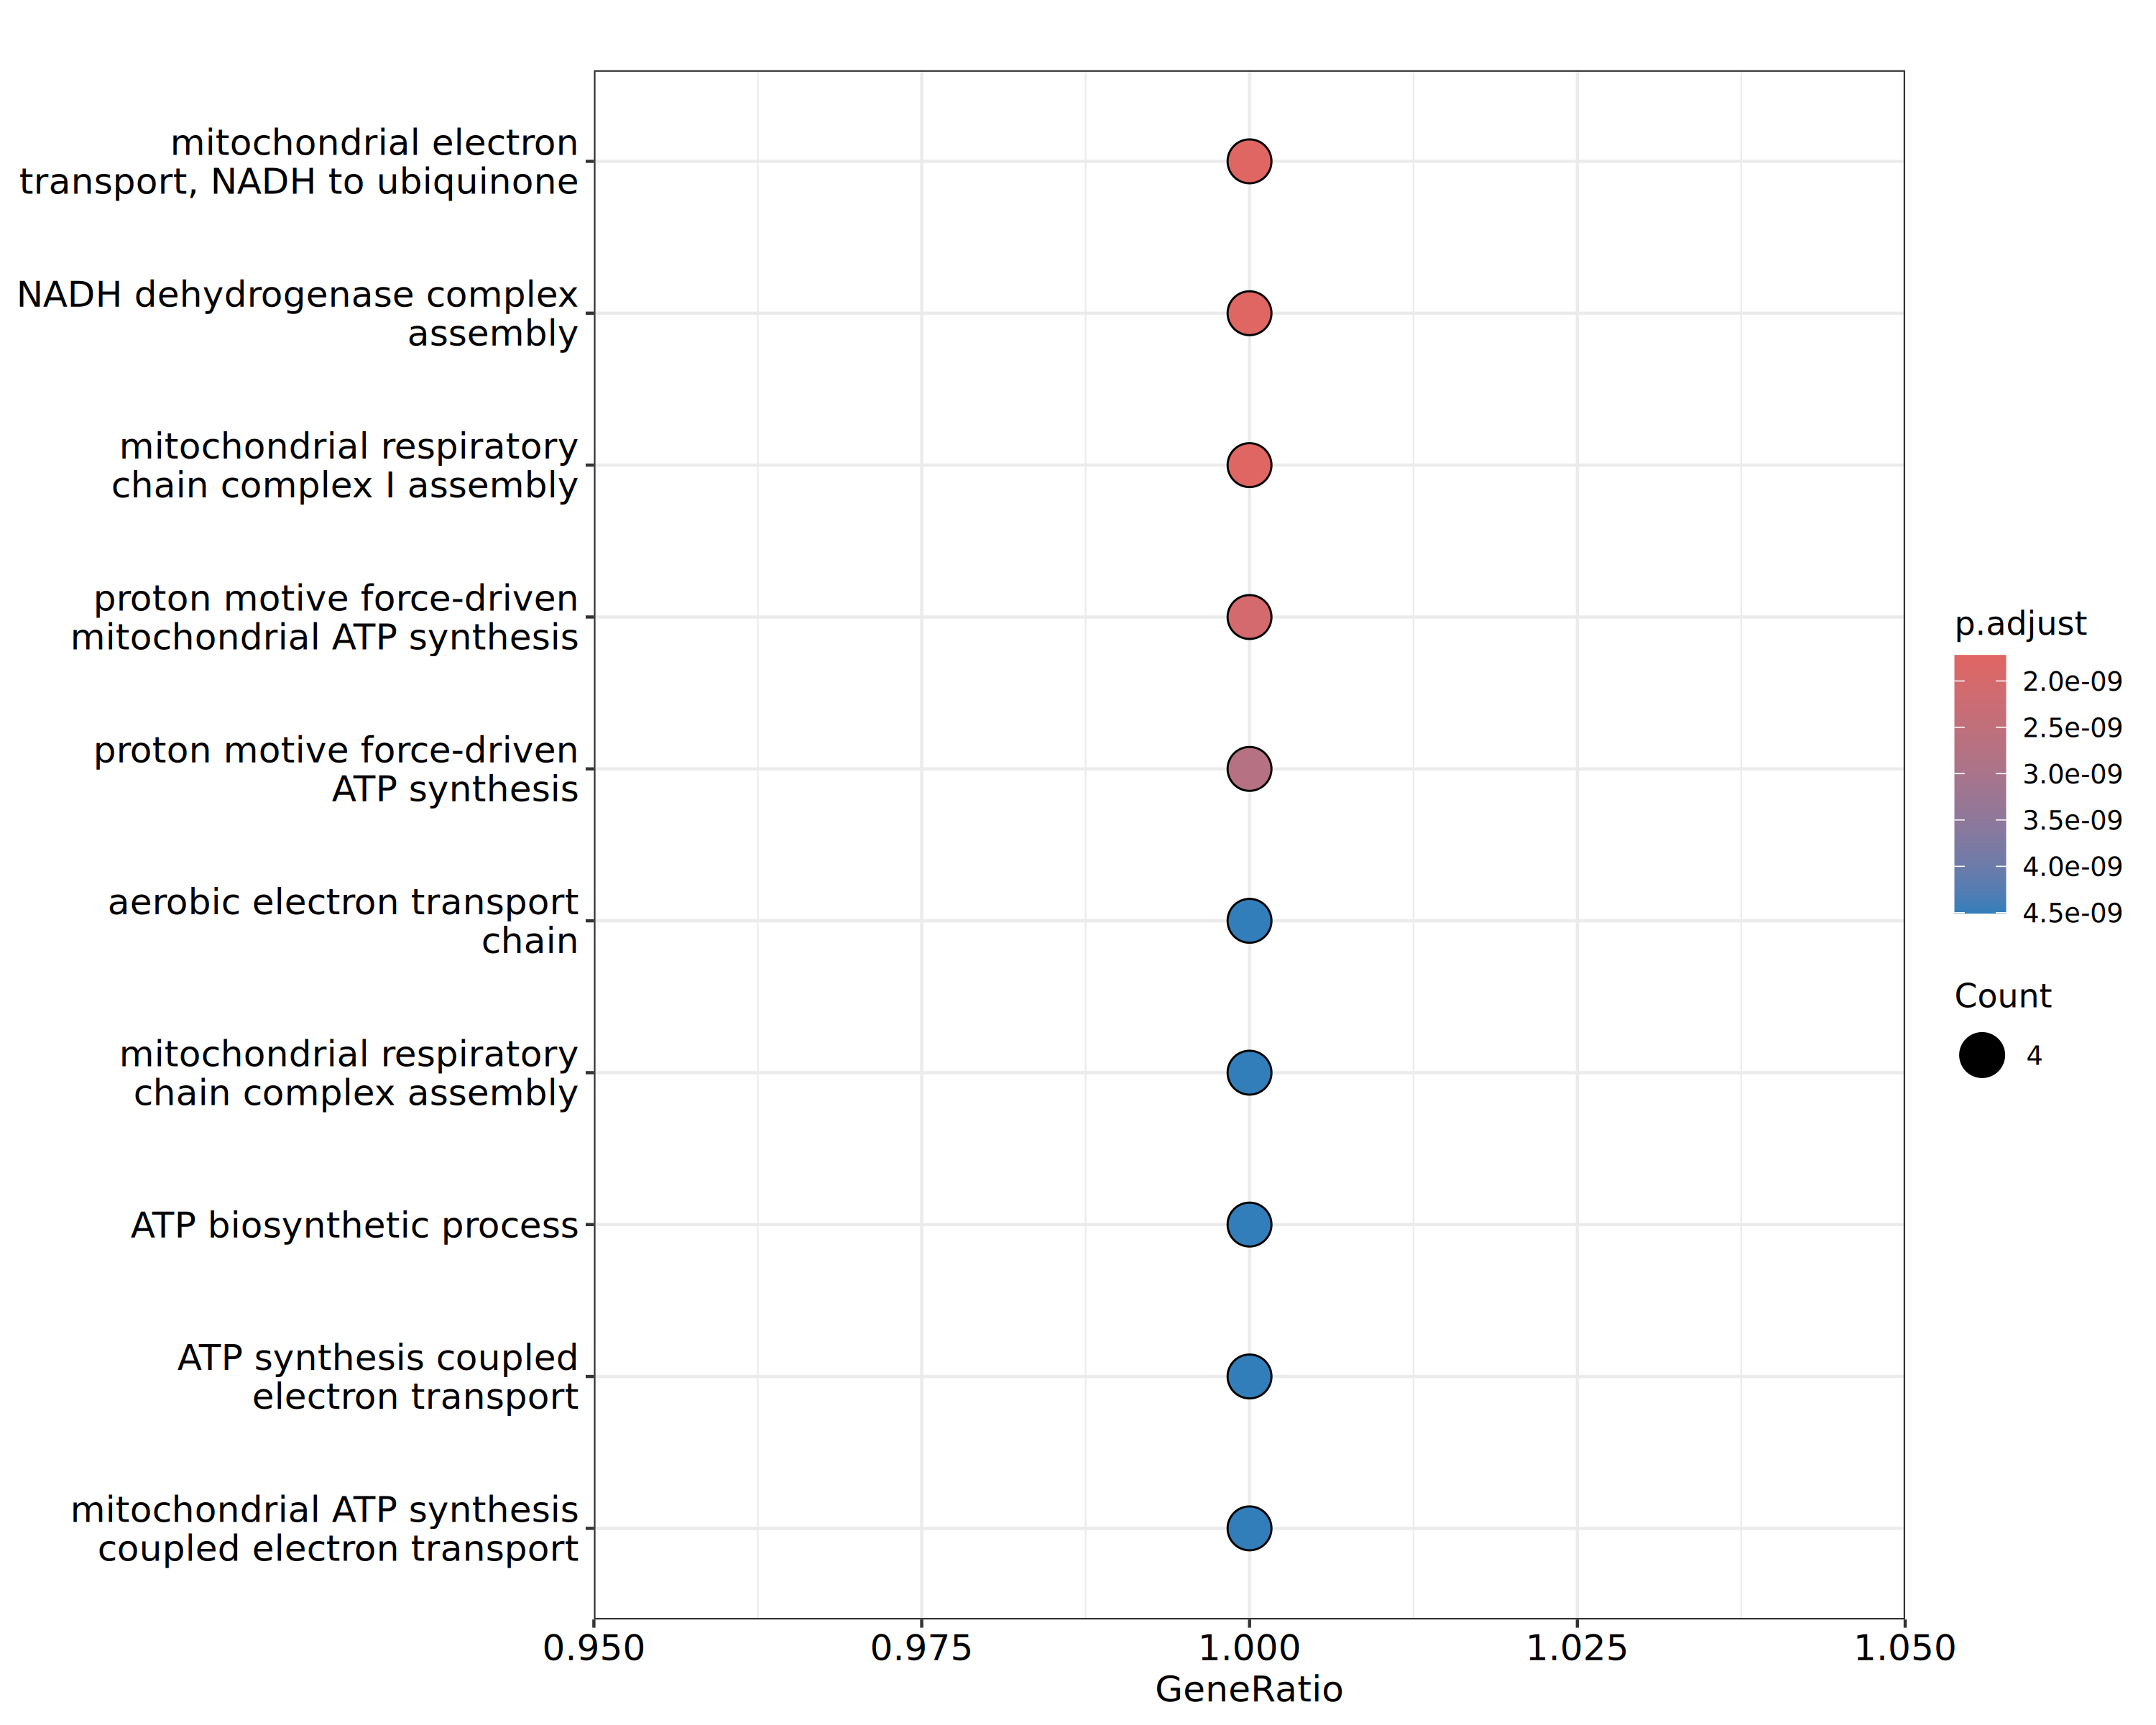 mitochondrial electron
transport, NADH to ubiquinone
NADH dehydrogenase complex
assembly
mitochondrial respiratory
chain complex I assembly
proton motive force-driven
mitochondrial ATP synthesis
proton motive force-driven
ATP synthesis
aerobic electron transport
chain
mitochondrial respiratory
chain complex assembly
ATP biosynthetic process
ATP synthesis coupled
electron transport
mitochondrial ATP synthesis
coupled electron transport
0.950 0.975 1.000 1.025 1.050
GeneRatio
p.adjust
2.0e-09
2.5e-09
3.0e-09
3.5e-09
4.0e-09
4.5e-09
Count
4